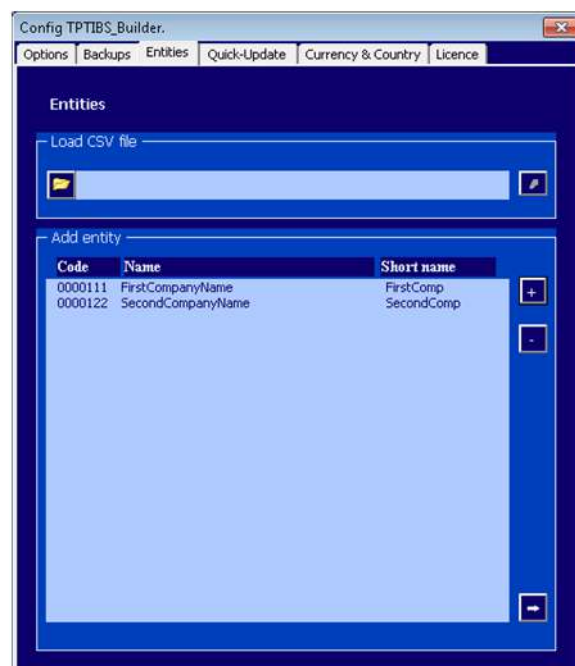 Config TPTIBS_Builder.
Options Backups Entities Quick-Update Currency & Country Licence
Entities
Load CSV file
Add entity
Code Name Short name
0000111 FirstCompanyName FirstComp
0000122 SecondCompanyName SecondComp
+
-